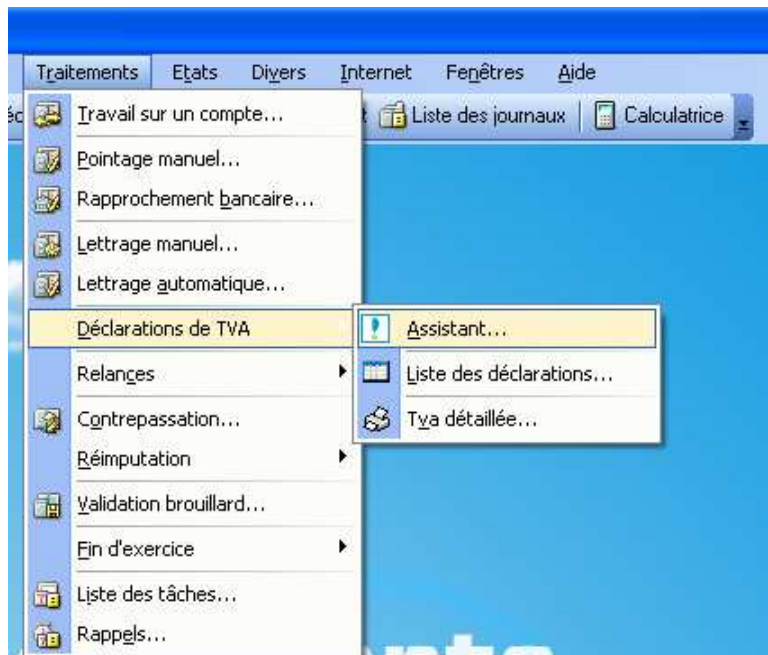 Traitements Etats Divers Internet Fenêtres Aide
Travail sur un compte... Liste des journaux Calculatrice
Pointage manuel...
Rapprochement bancaire...
Lettrage manuel...
Lettrage automatique...
Déclarations de TVA Assistant...
Relances Liste des déclarations...
Contrepassation... Tva détaillée...
Réimputation
Validation brouillard...
Fin d'exercice
Liste des tâches...
Rappels...